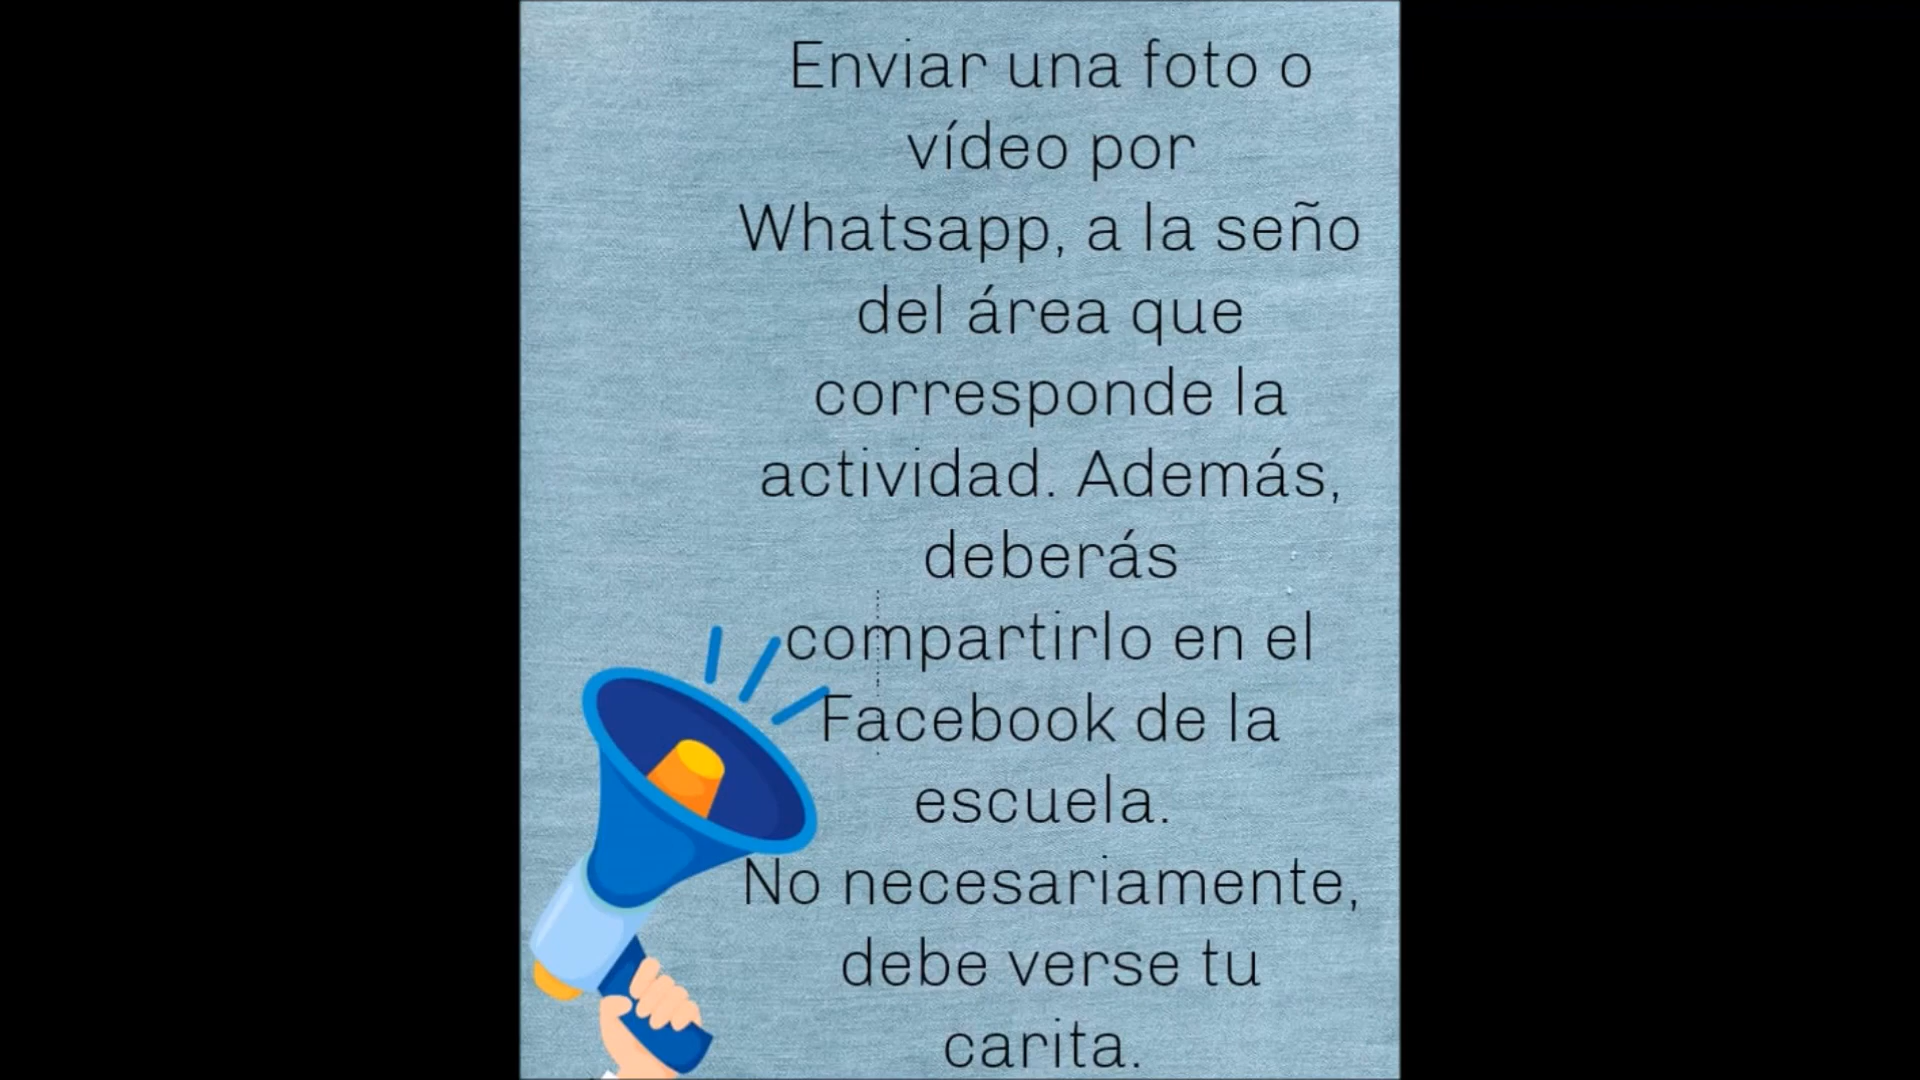 Enviar una foto o
vídeo por
Whatsapp, a la seño
del área que
corresponde la
actividad. Además,
deberás
compartirlo en el
Facebook de la
escuela.
No necesariamente,
debe verse tu
carita.